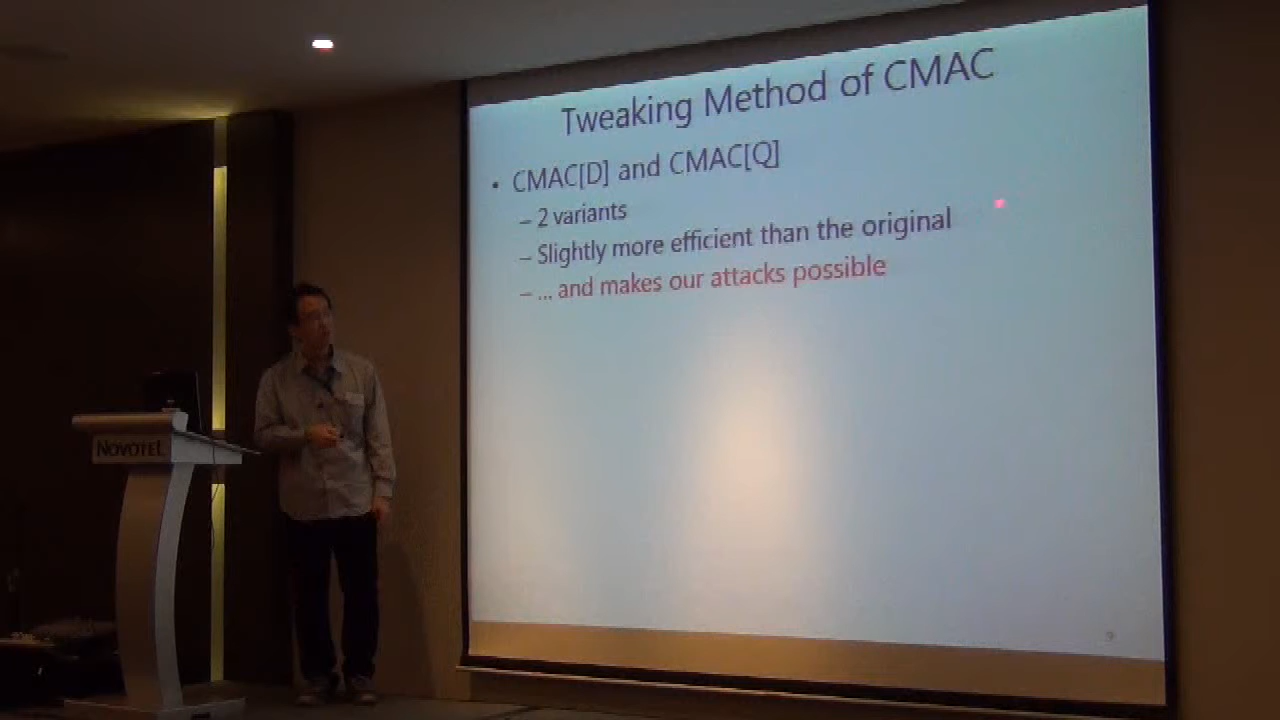 Tweaking Method of CMAC
• CMAC[D] and CMAC[Q]
– 2 variants
– Slightly more efficient than the original
– ... and makes our attacks possible
9
NOVOTEL